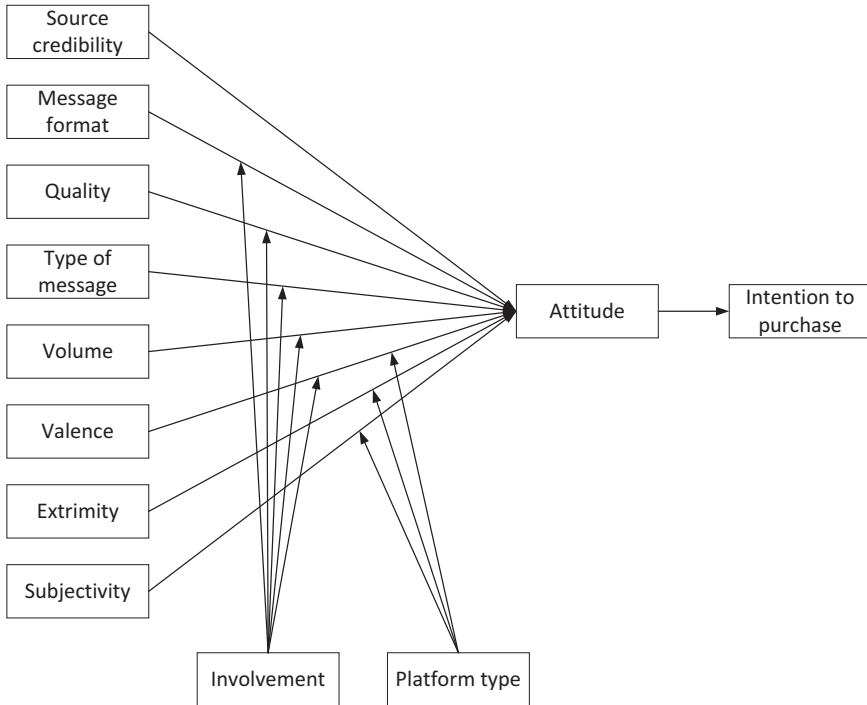 Source
credibility
Message
format
Quality
Type of
message
Volume
Valence
Extrimity
Subjectivity
Attitude
Intention to
purchase
Involvement
Platform type